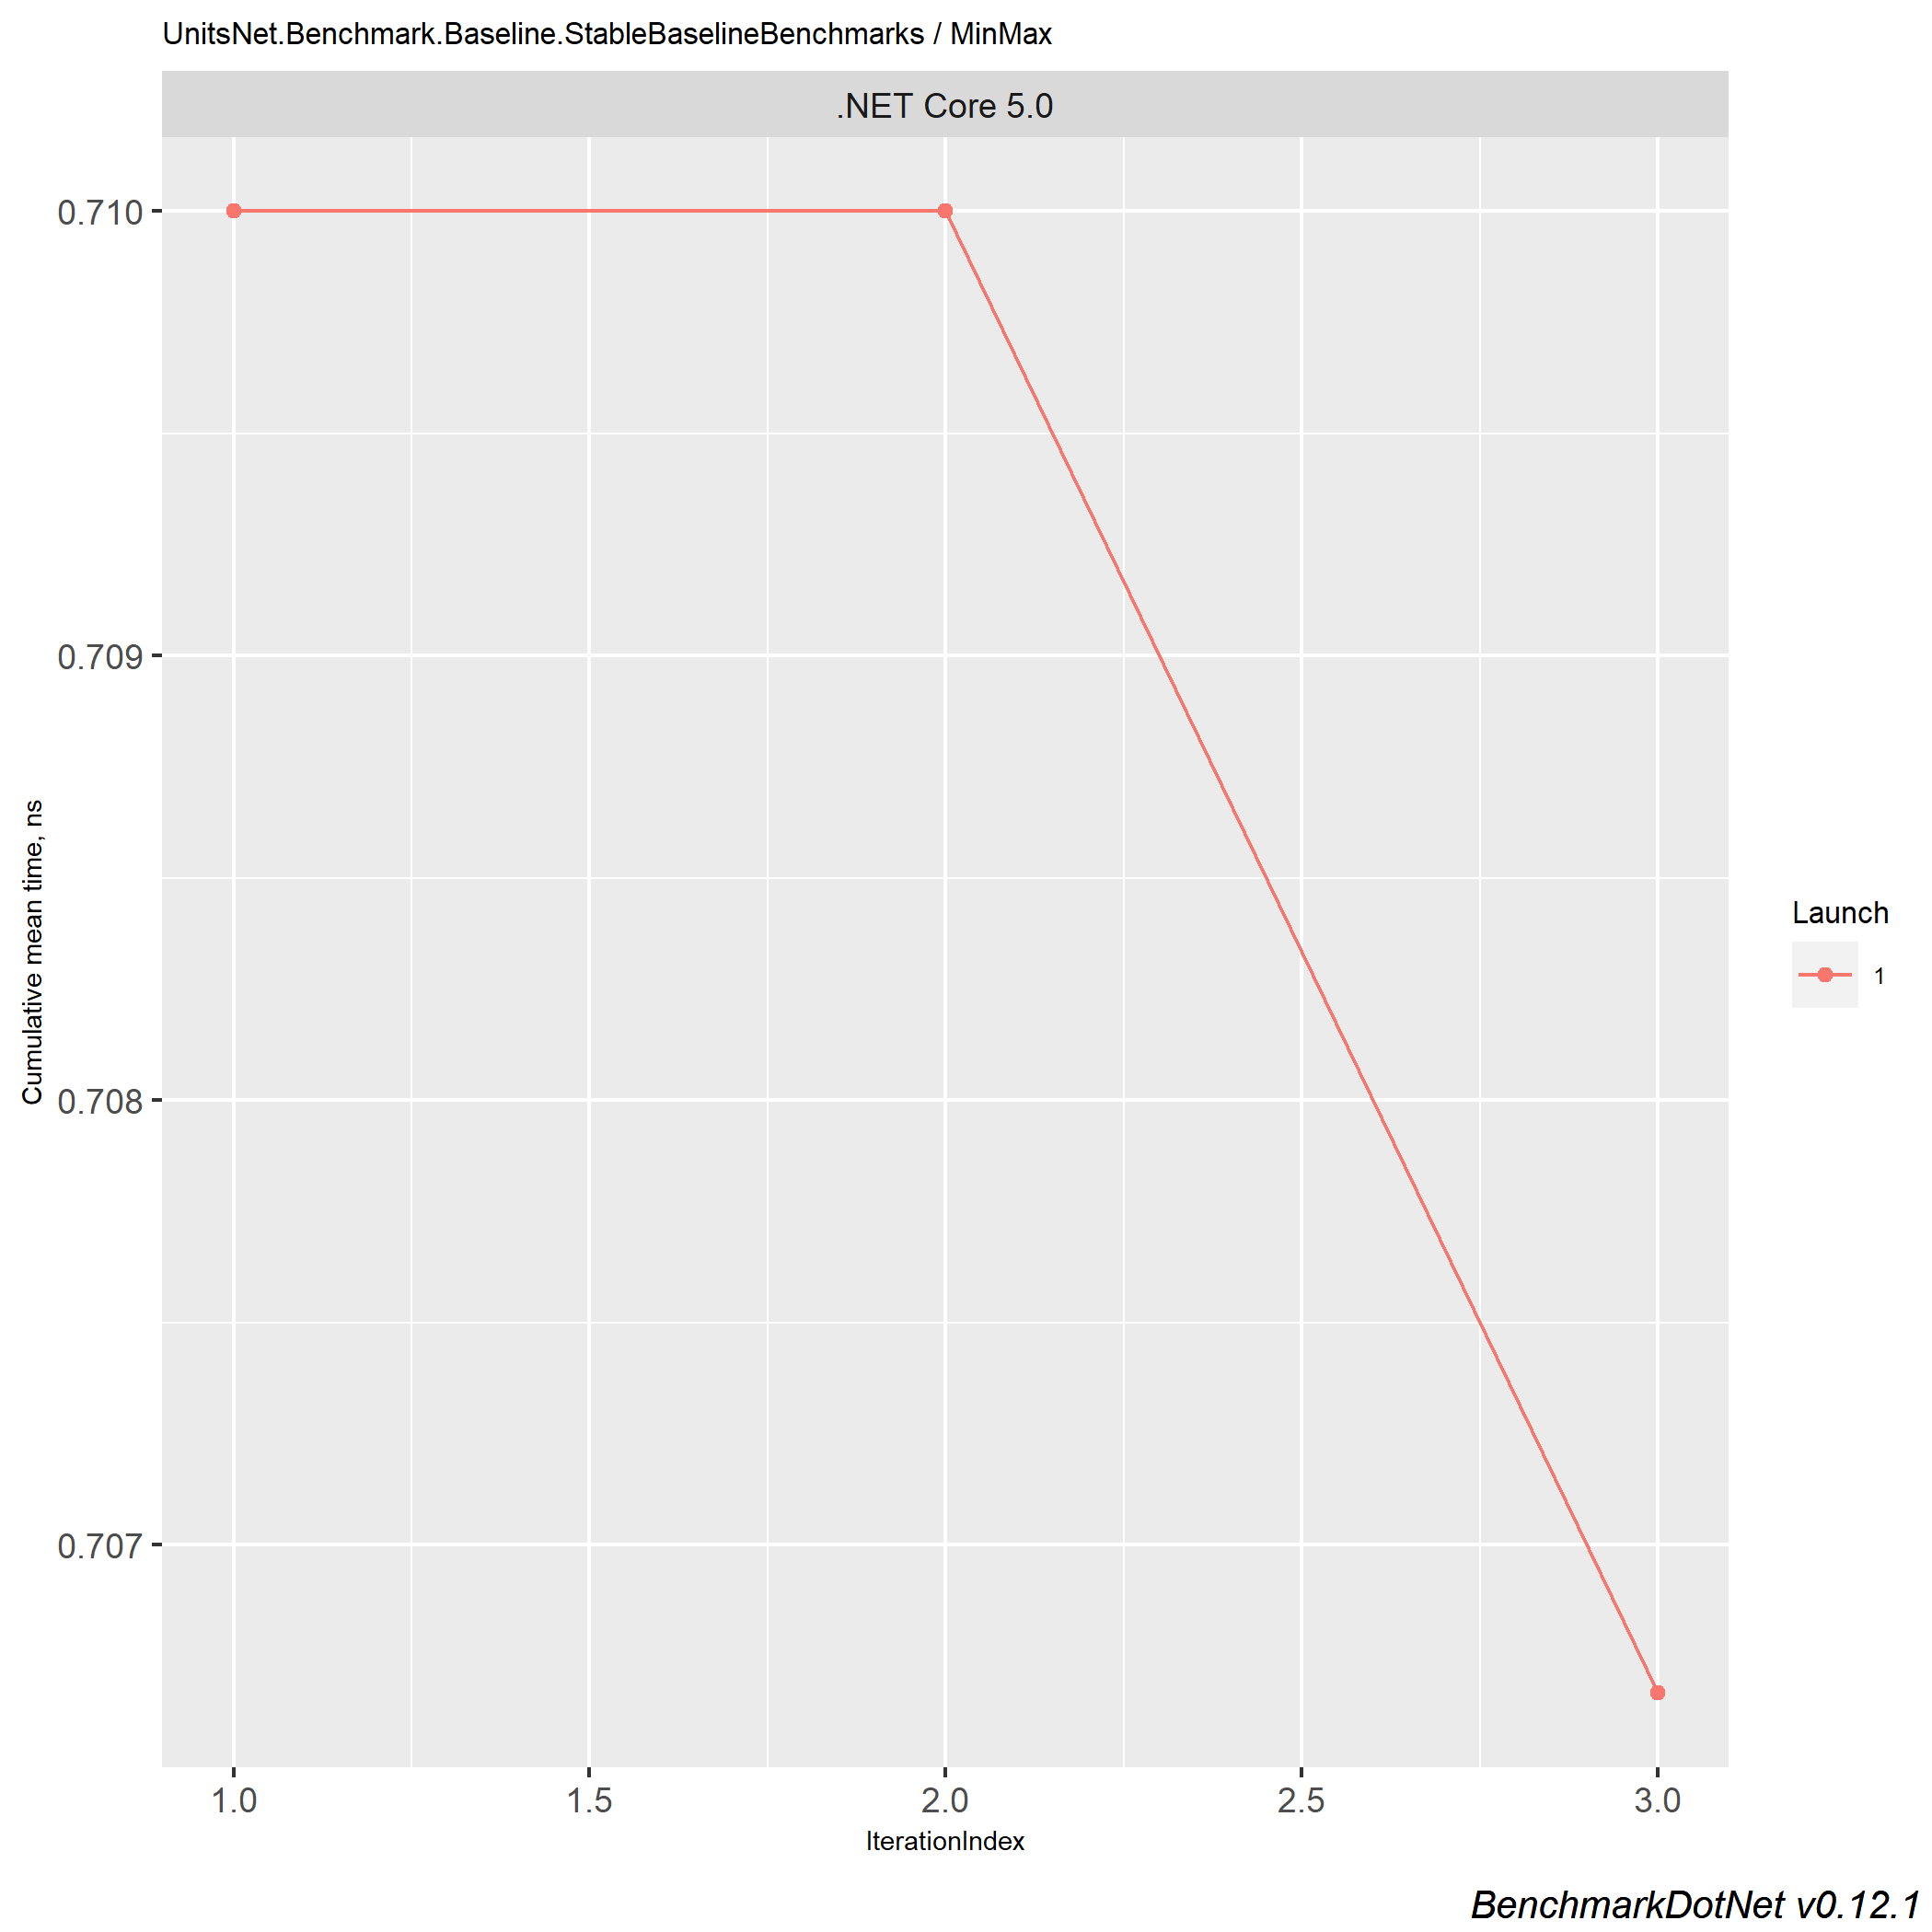 UnitsNet.Benchmark.Baseline.StableBaselineBenchmarks / MinMax
.NET Core 5.0
0.710
0.709
0.708
0.707
Cumulative mean time, ns
1.0 1.5 2.0 2.5 3.0
IterationIndex
Launch
1
BenchmarkDotNet v0.12.1